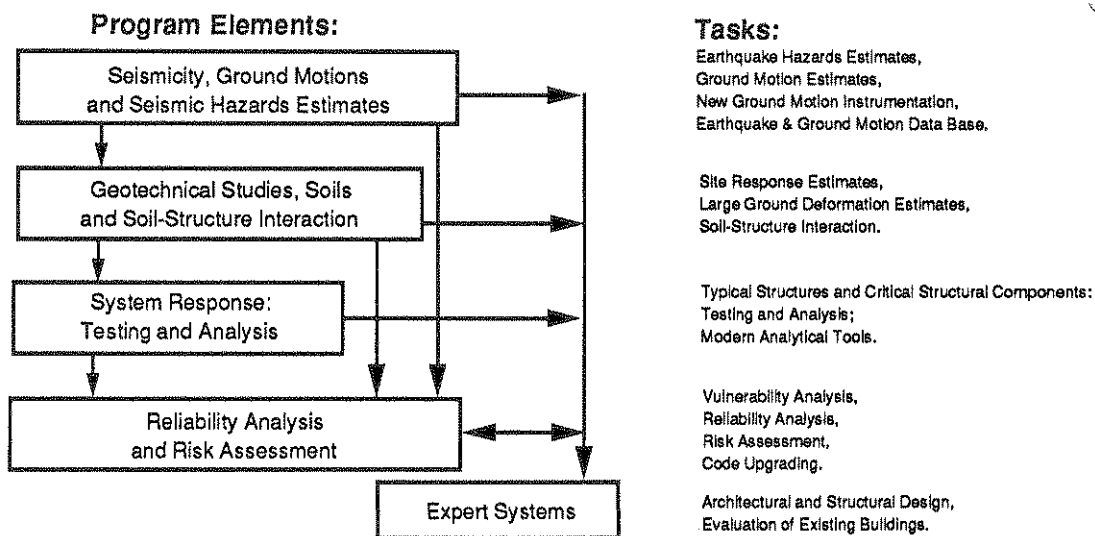 Program Elements:
Seismicity, Ground Motions
and Seismic Hazards Estimates
Geotechnical Studies, Soils
and Soil-Structure Interaction
System Response:
Testing and Analysis
Reliability Analysis
and Risk Assessment
Expert Systems
Tasks:
Earthquake Hazards Estimates,
Ground Motion Estimates,
New Ground Motion Instrumentation,
Earthquake & Ground Motion Data Base.
Site Response Estimates,
Large Ground Deformation Estimates,
Soil-Structure Interaction.
Typical Structures and Critical Structural Components:
Testing and Analysis;
Modern Analytical Tools.
Vulnerability Analysis,
Reliability Analysis,
Risk Assessment,
Code Upgrading.
Architectural and Structural Design,
Evaluation of Existing Buildings.